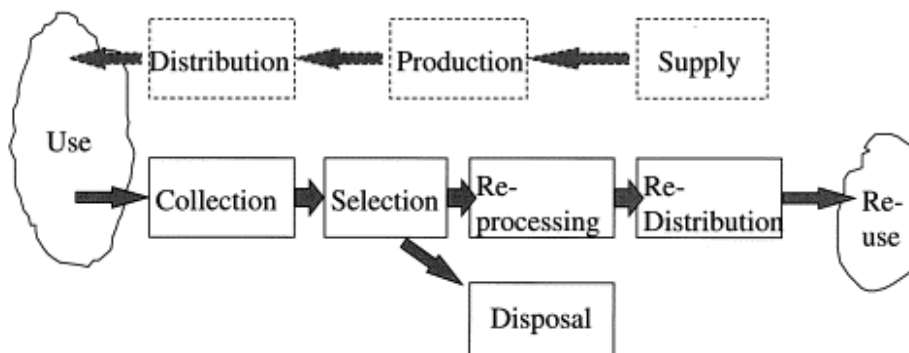 Distribution
Production
Supply
Use
Collection
Selection
Re-
processing
Re-
Distribution
Re-
use
Disposal